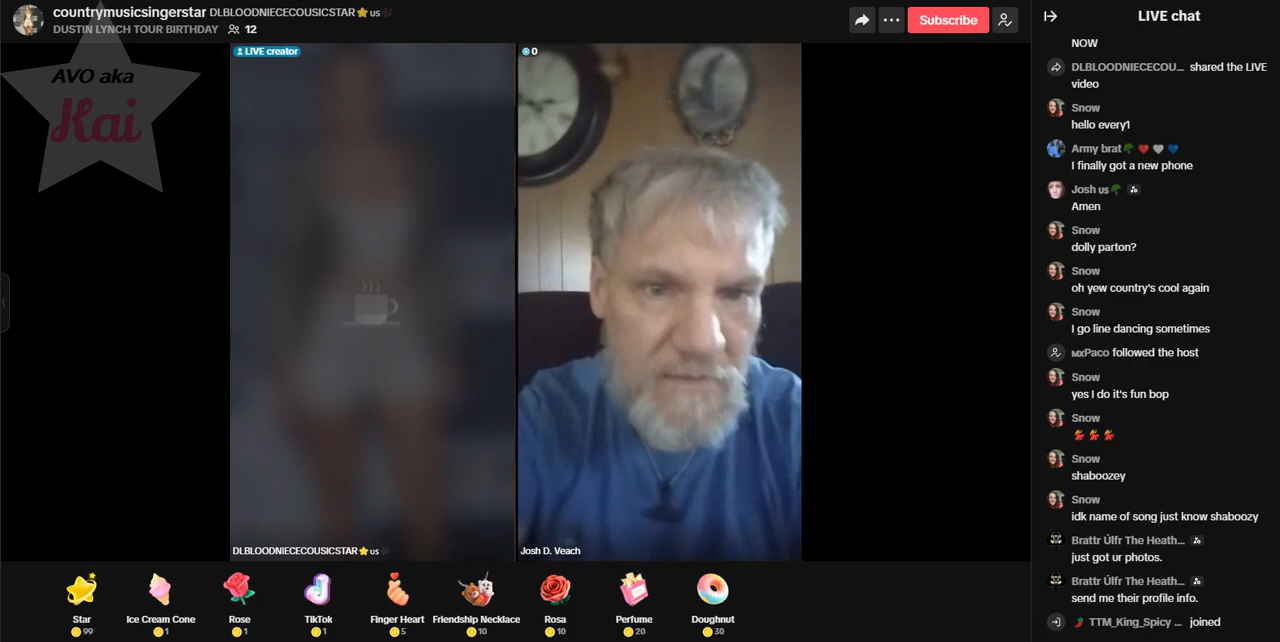 countrymusicsingerstar DLBLOODNIECECOUSICSTAR⭐us
DUSTIN LYNCH TOUR BIRTHDAY 12
Subscribe
AVO aka
Kai
LIVE creator
0
DLBLOODNIECECOUSICSTAR⭐us
Josh D. Veach
Star
99
Ice Cream Cone
1
Rose
1
TikTok
1
Finger Heart
5
Friendship Necklace
10
Rosa
10
Perfume
20
Doughnut
30
LIVE chat
NOW
DLBLOODNIECECOU... shared the LIVE
video
Snow
hello every1
Army brat🌳❤️🤍💙
I finally got a new phone
Josh us🌳
Amen
Snow
dolly parton?
Snow
oh yew country's cool again
Snow
I go line dancing sometimes
MXPaco followed the host
Snow
yes I do it's fun bop
Snow
💃💃💃
Snow
shaboozey
Snow
idk name of song just know shaboozy
Brattr Úlfr The Heath...
just got ur photos.
Brattr Úlfr The Heath...
send me their profile info.
🌶️ TTM_King_Spicy ... joined